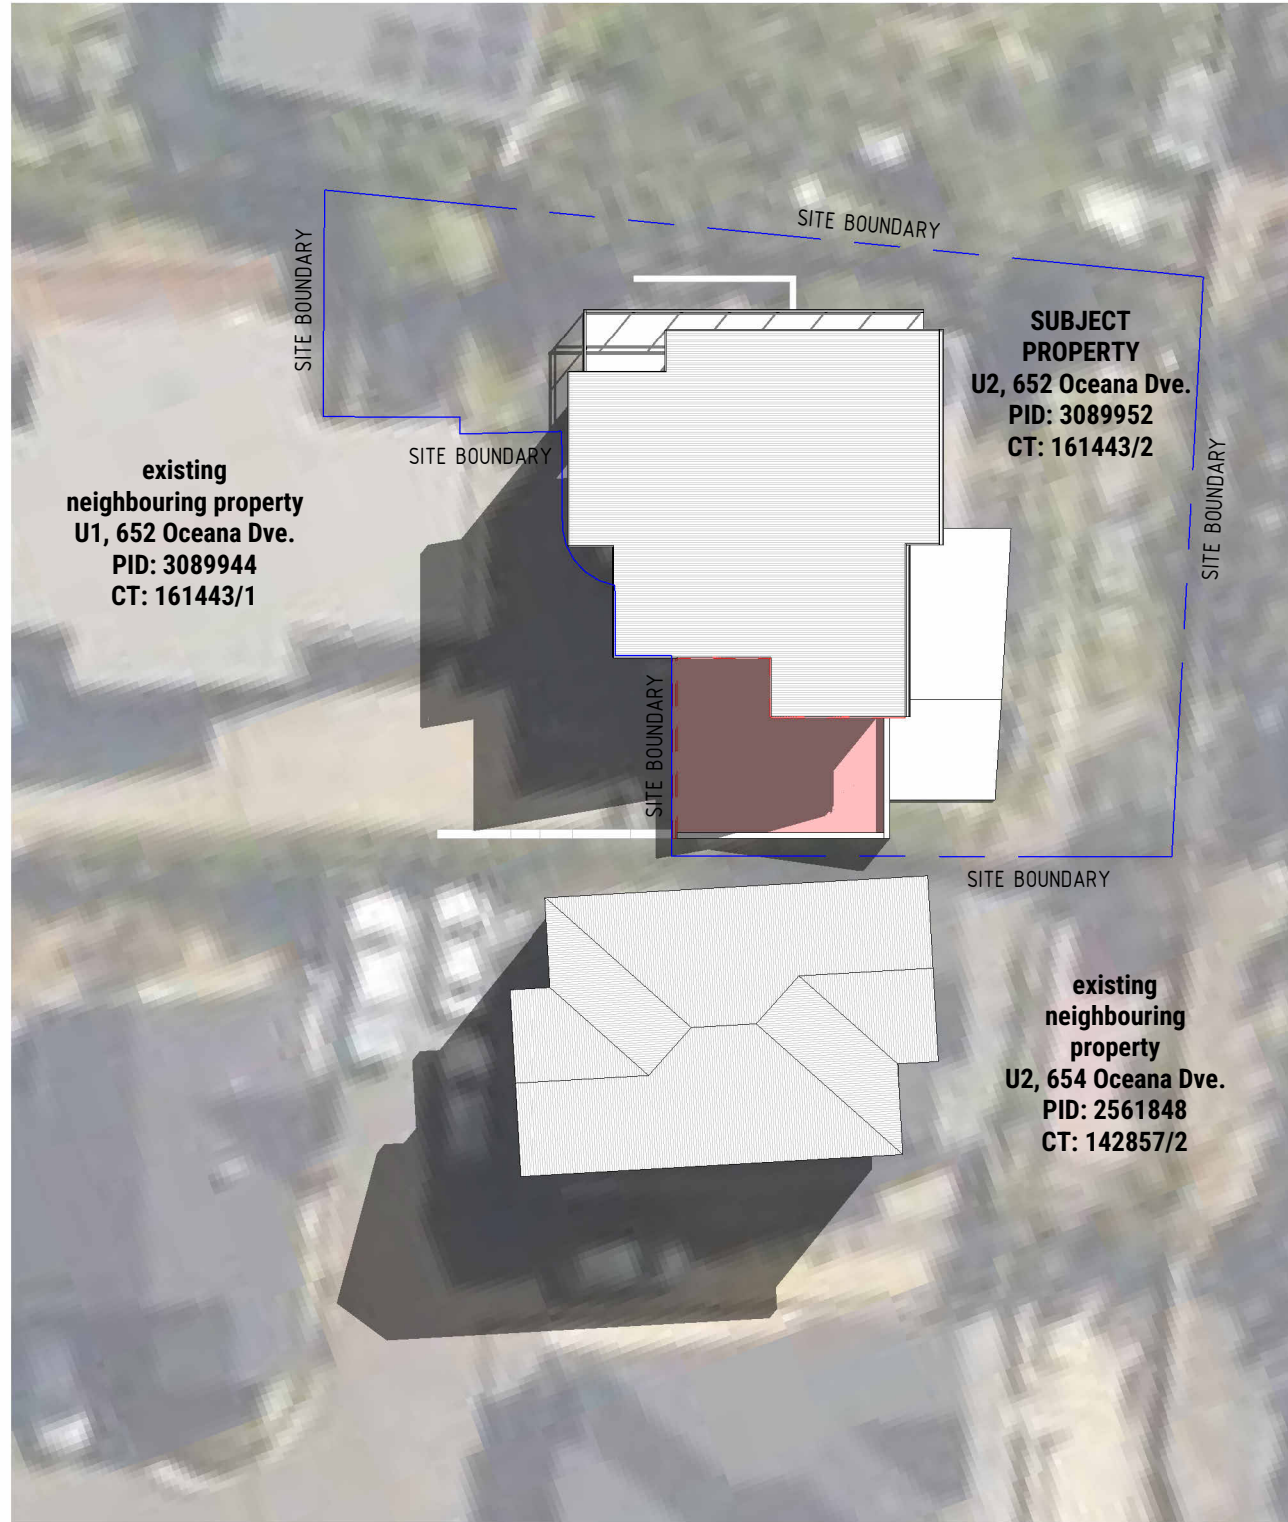 SITE BOUNDARY
SITE BOUNDARY
SUBJECT
PROPERTY
U2, 652 Oceana Dve.
PID: 3089952
CT: 161443/2
SITE BOUNDARY
SITE BOUNDARY
existing
neighbouring property
U1, 652 Oceana Dve.
PID: 3089944
CT: 161443/1
SITE BOUNDARY
SITE BOUNDARY
existing
neighbouring
property
U2, 654 Oceana Dve.
PID: 2561848
CT: 142857/2